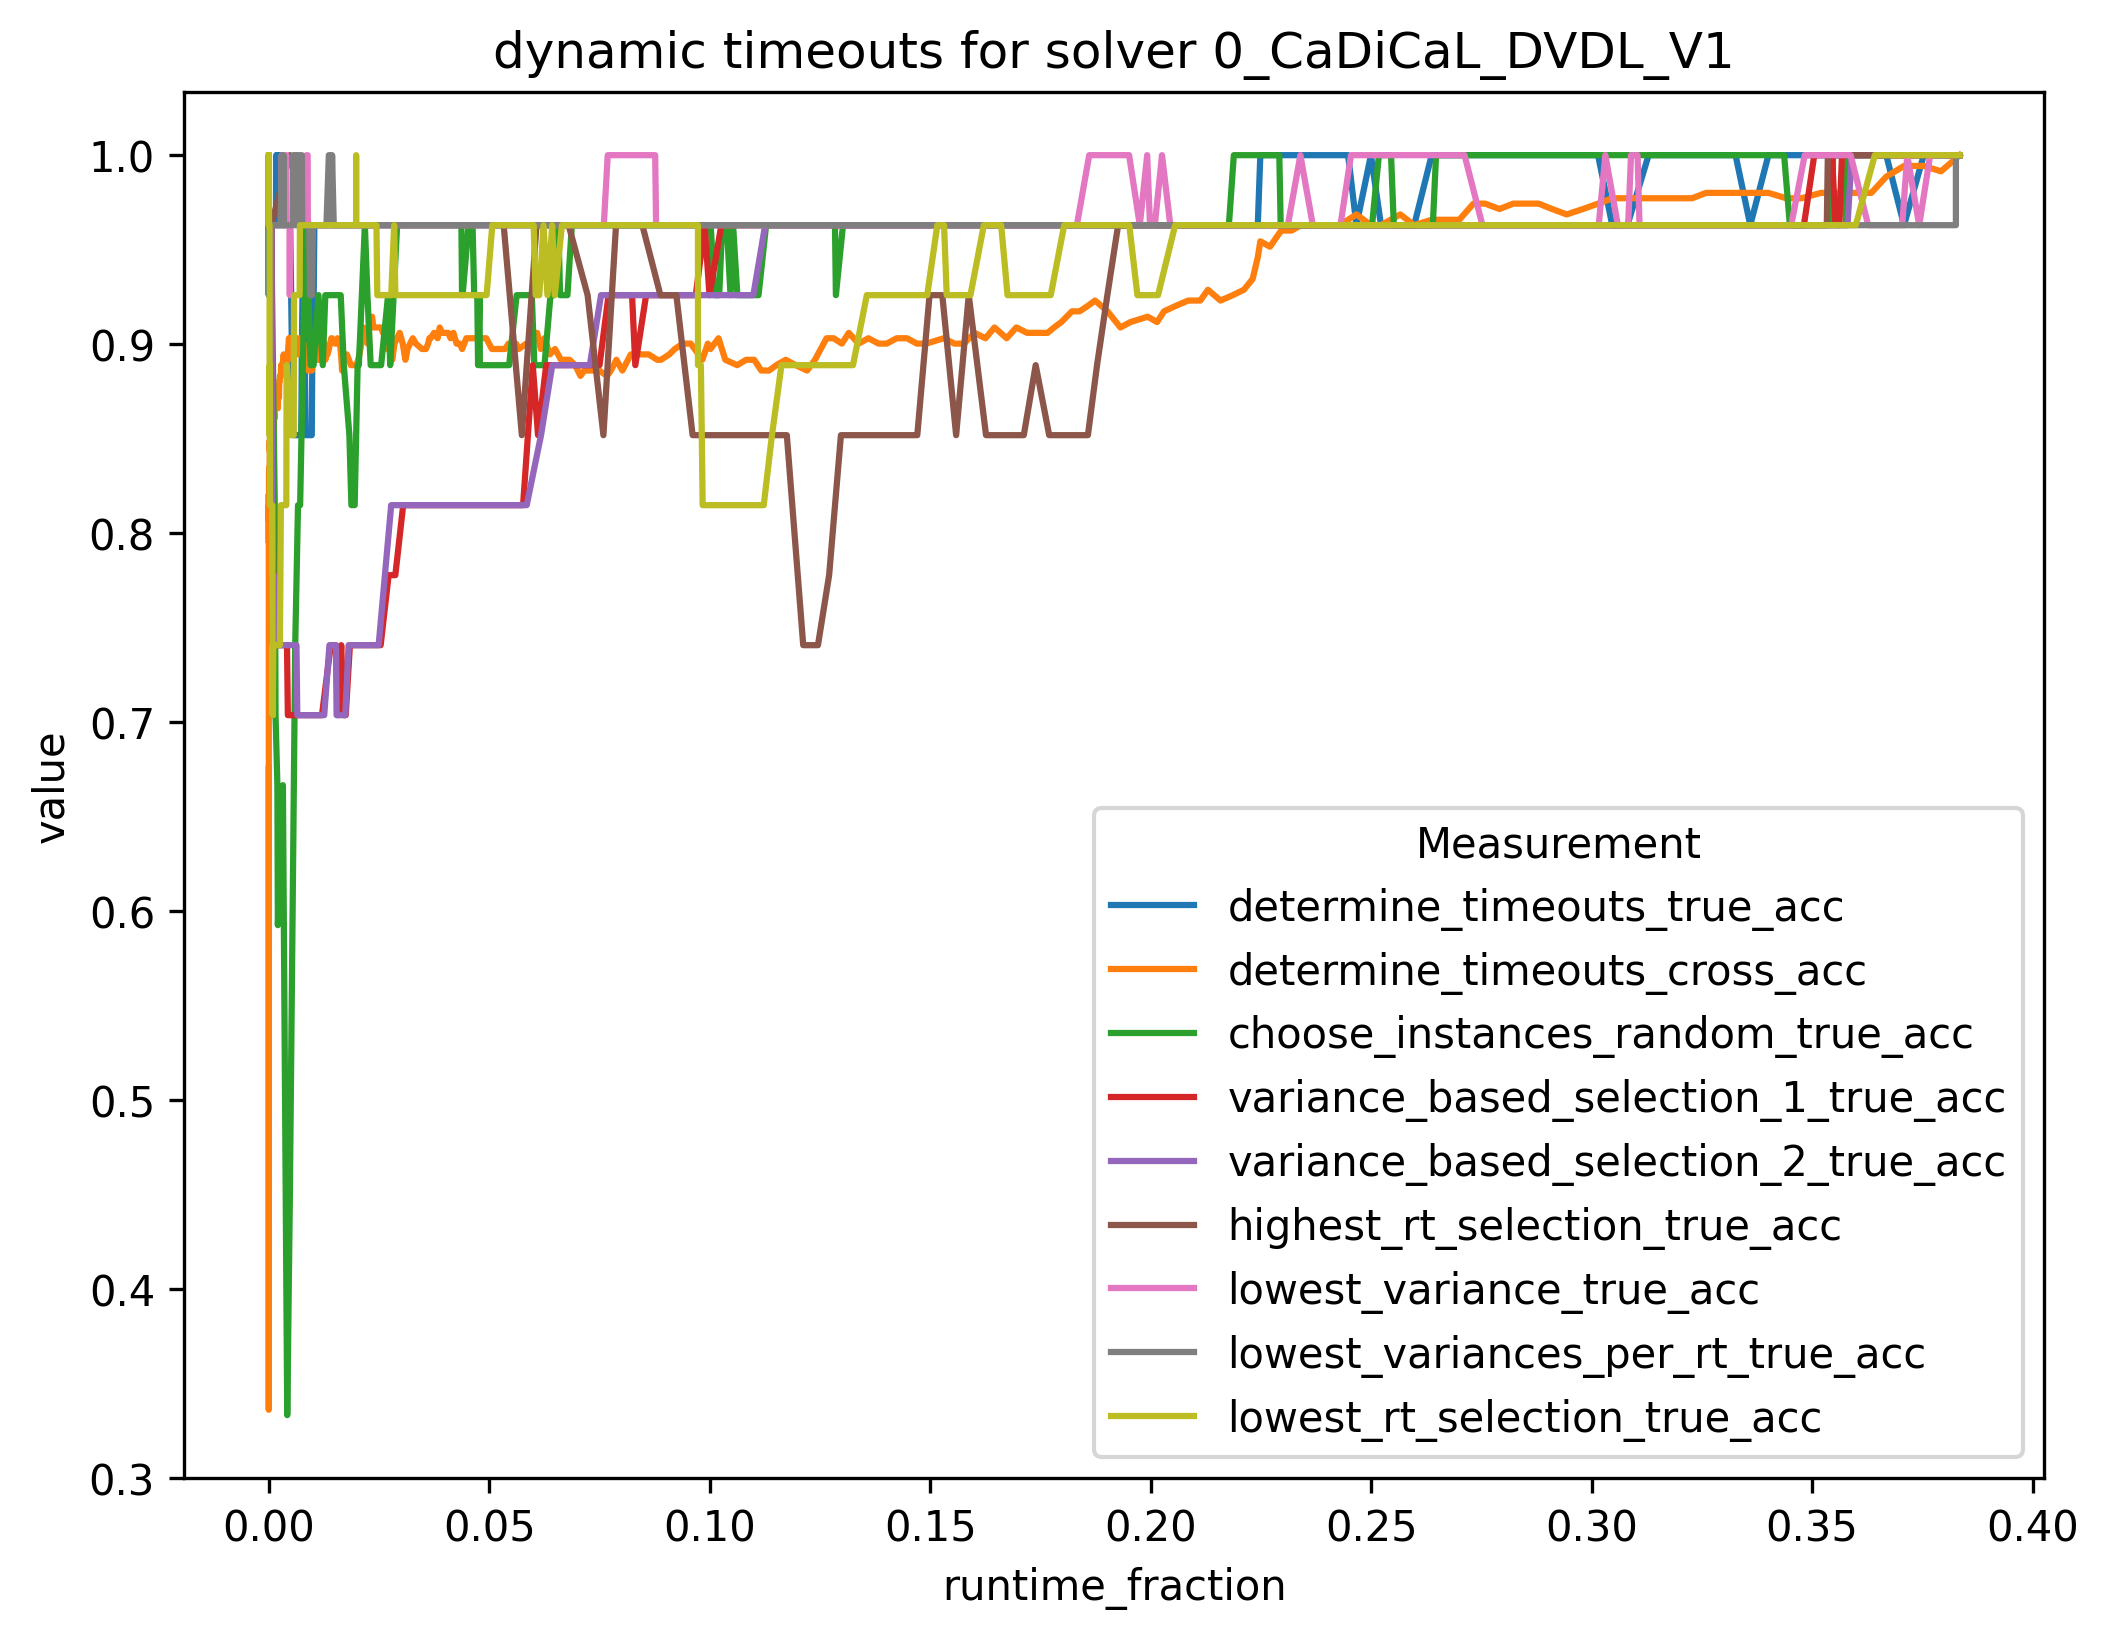 dynamic timeouts for solver 0_CaDiCaL_DVDL_V1
1.0
0.9
0.8
0.7
0.6
0.5
0.4
0.3
value
0.00 0.05 0.10 0.15 0.20 0.25 0.30 0.35 0.40
runtime_fraction
Measurement
determine_timeouts_true_acc
determine_timeouts_cross_acc
choose_instances_random_true_acc
variance_based_selection_1_true_acc
variance_based_selection_2_true_acc
highest_rt_selection_true_acc
lowest_variance_true_acc
lowest_variances_per_rt_true_acc
lowest_rt_selection_true_acc